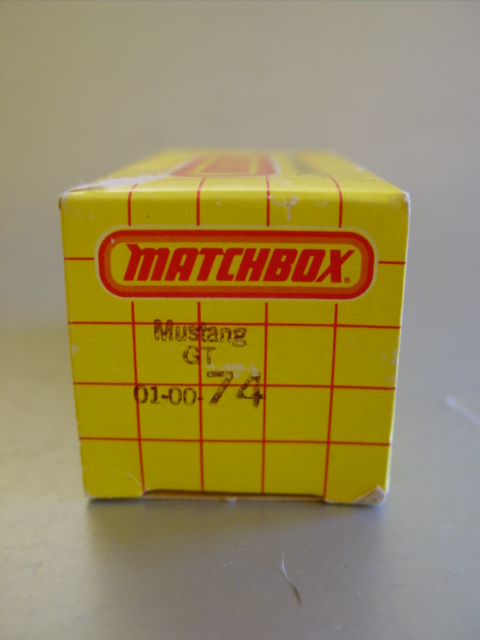 MATCHBOX
Mustang
GT
01-00-74